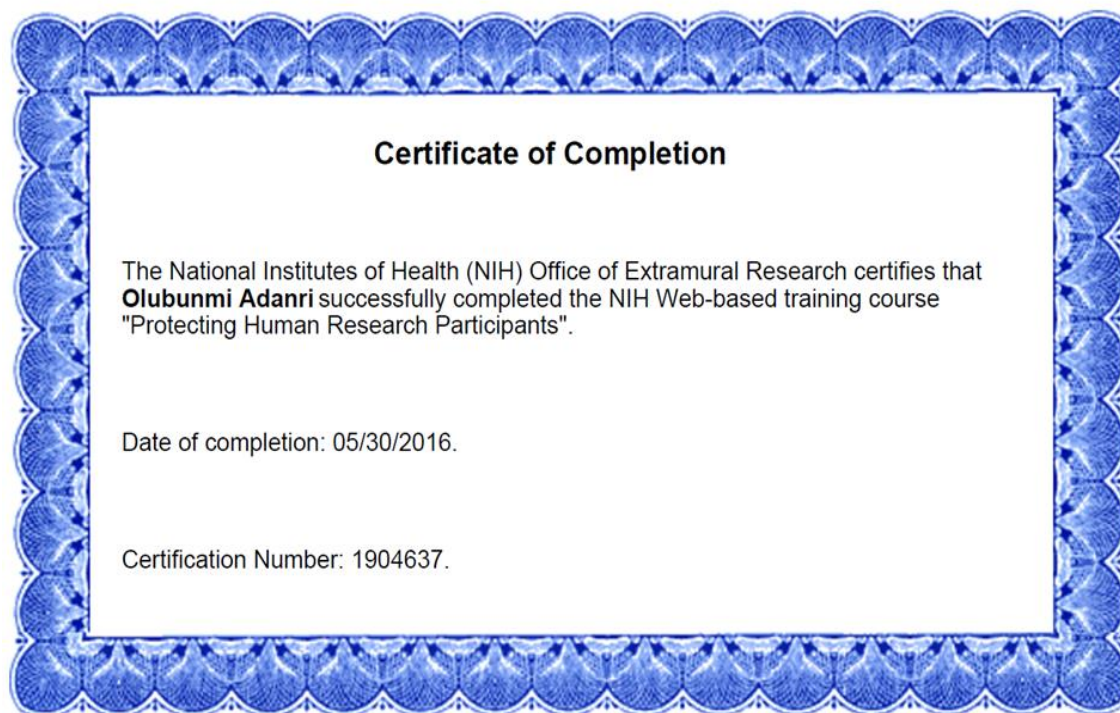 Certificate of Completion
The National Institutes of Health (NIH) Office of Extramural Research certifies that
Olubunmi Adanri successfully completed the NIH Web-based training course
"Protecting Human Research Participants".
Date of completion: 05/30/2016.
Certification Number: 1904637.